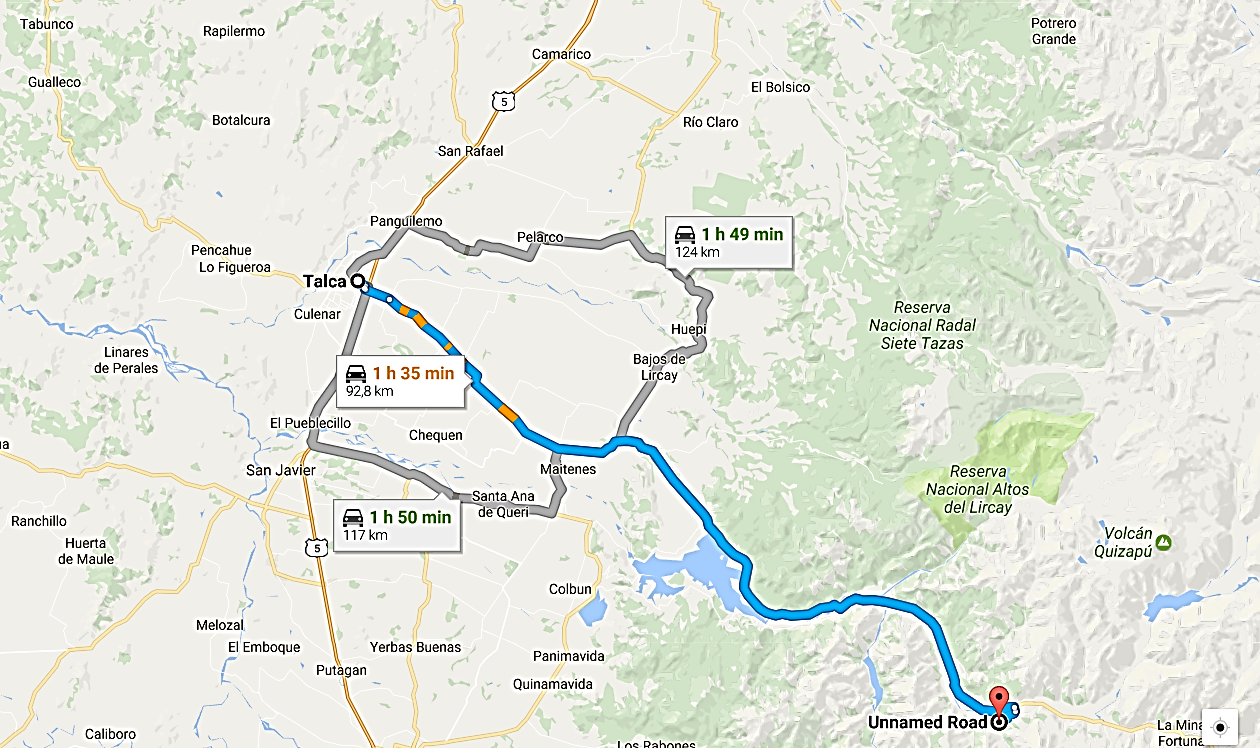 Tabunco
Rapilermo
Potrero
Grande
Camarico
Gualleco
El Bolsico
5
Botalcura
Río Claro
San Rafael
Panguilemo
Pelarco
1 h 49 min
124 km
Pencahue
Lo Figueroa
Talca
Culenar
Reserva
Nacional Radal
Siete Tazas
Huepi
Linares
de Perales
Bajos de
Lircay
1 h 35 min
92,8 km
El Pueblecillo
Chequen
San Javier
Maitenes
Reserva
Nacional Altos
del Lircay
Santa Ana
de Queri
1 h 50 min
117 km
Ranchillo
Huerta
de Maule
5
Volcán
Quizapú
Colbun
Melozal
El Emboque
Yerbas Buenas
Panimavida
Putagan
Quinamavida
Unnamed Road
La Mina
Fortuna
Caliboro
Los Rabones